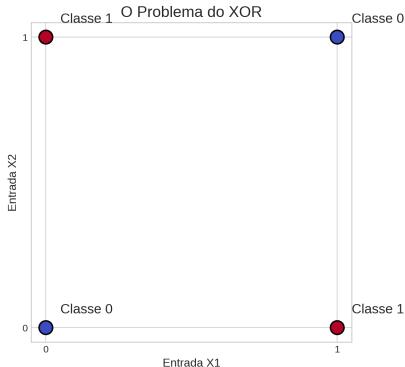 O Problema do XOR
Classe 1
Classe 0
1
Entrada X2
Classe 0
Classe 1
0
0
1
Entrada X1